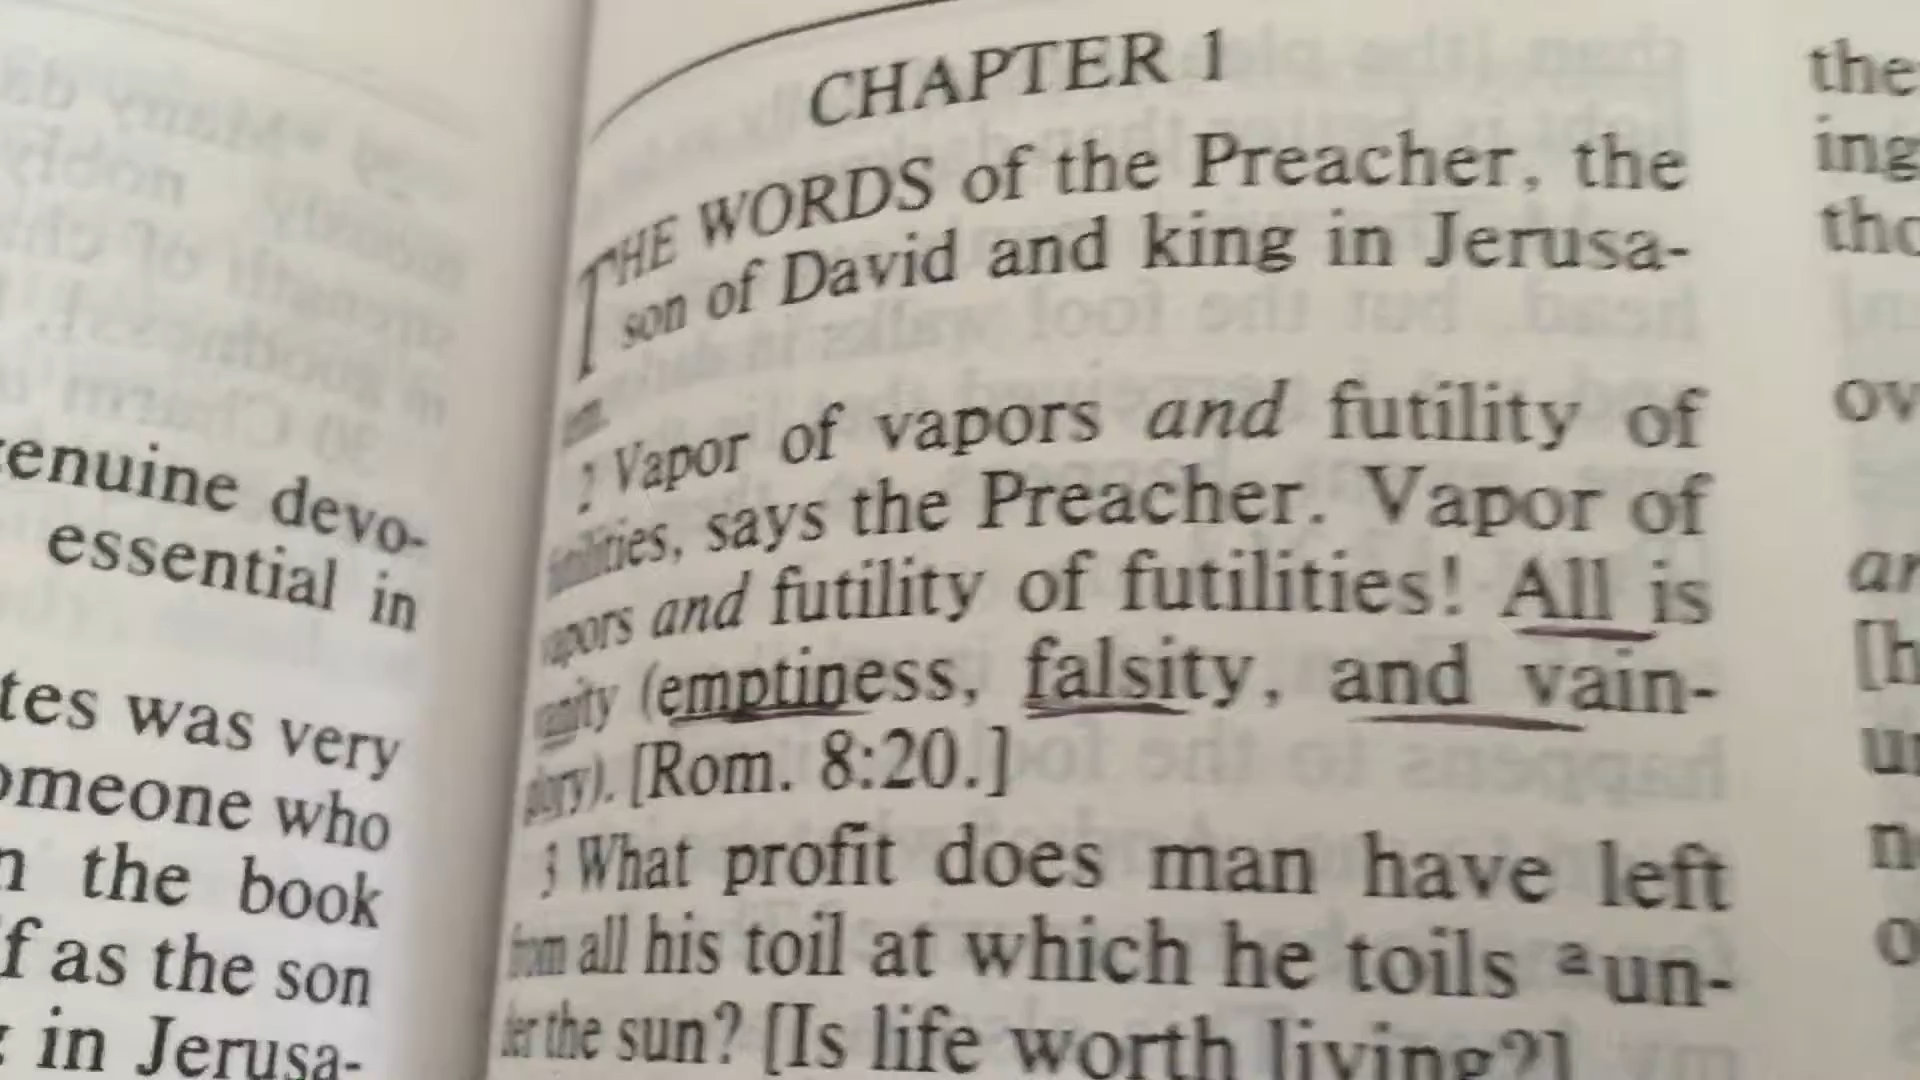 genuine devo-
essential in
tes was very
omeone who
n the book
f as the son
in Jerusa-
CHAPTER 1
THE WORDS of the Preacher, the
son of David and king in Jerusa-
lem.
2 Vapor of vapors and futility of
futilities, says the Preacher. Vapor of
vapors and futility of futilities! All is
vanity (emptiness, falsity, and vain-
glory). [Rom. 8:20.]
3 What profit does man have left
from all his toil at which he toils ᵃun-
der the sun? [Is life worth living?]
the
ing
tho
ov
[h